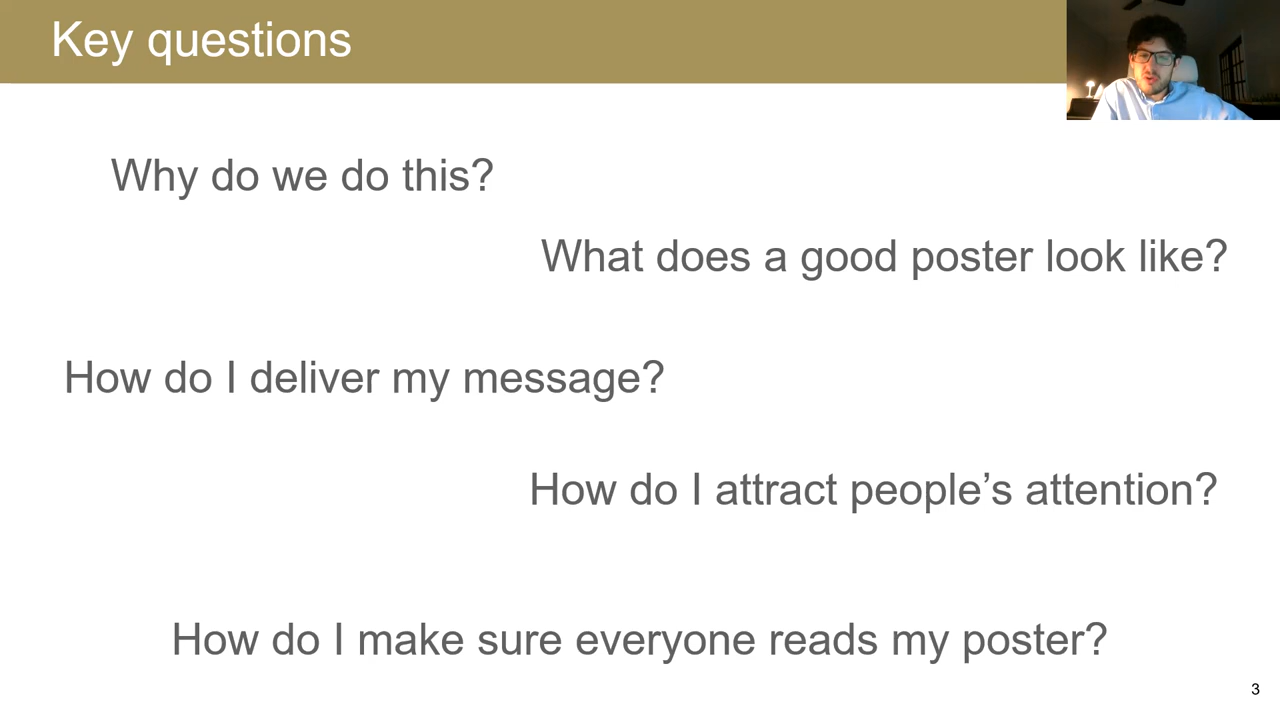 Key questions
Why do we do this?
What does a good poster look like?
How do I deliver my message?
How do I attract people’s attention?
How do I make sure everyone reads my poster?
3